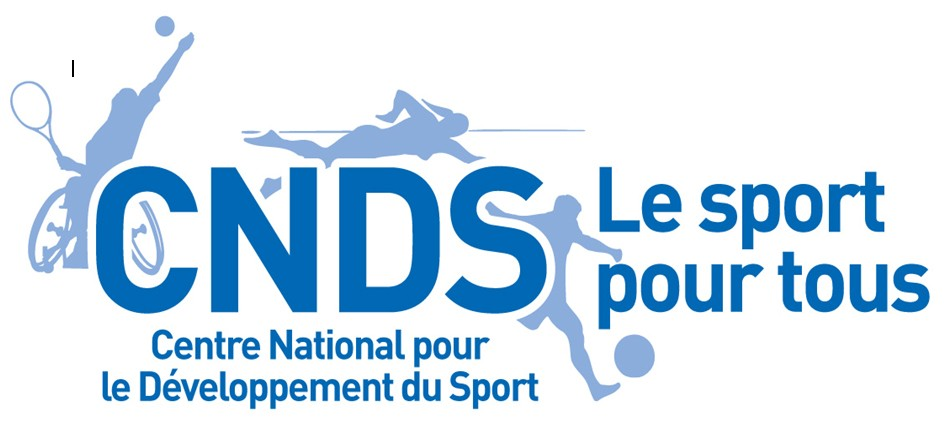 CNDS
Centre National pour
le Développement du Sport
Le sport
pour tous